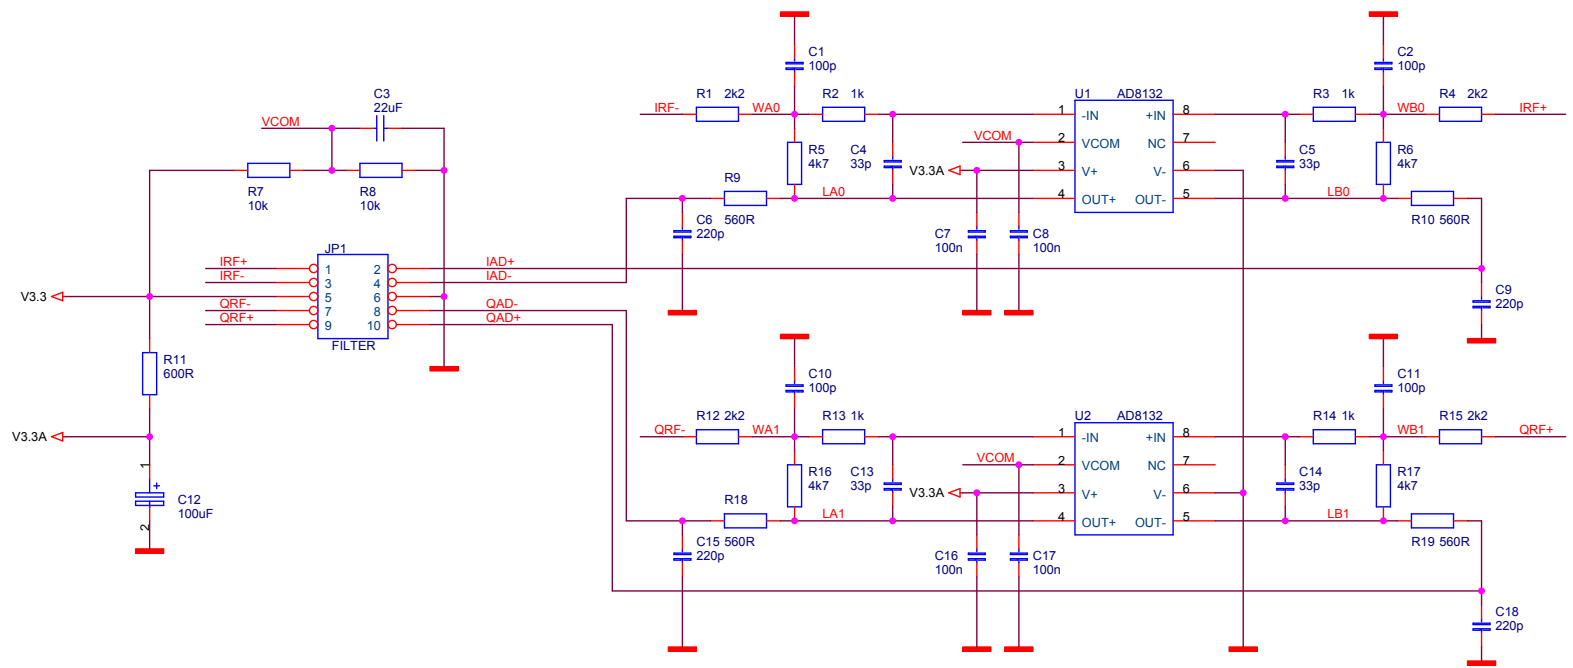 C1
100p
C2
100p
R1 2k2
R2 1k
U1 AD8132
R3 1k
R4 2k2
C3
22uF
VCOM
IRF-
WA0
1
-IN
+IN
8
WB0
IRF+
VCOM
2
VCOM
NC
7
R5
4k7
C4
33p
C5
33p
R6
4k7
V3.3A
3
V+
V-
6
R7
10k
R8
10k
R9
560R
LA0
4
OUT+
OUT-
5
LB0
R10 560R
C6
220p
C7
100n
C8
100n
JP1
IRF+
1
2
IAD+
IRF-
3
4
IAD-
V3.3
5
6
QRF-
7
8
QAD-
QRF+
9
10
QAD+
FILTER
C9
220p
R11
600R
C10
100p
C11
100p
R12 2k2
R13 1k
U2 AD8132
R14 1k
R15 2k2
V3.3A
QRF-
WA1
1
-IN
+IN
8
WB1
QRF+
VCOM
2
VCOM
NC
7
R16
4k7
C13
33p
C14
33p
R17
4k7
V3.3A
3
V+
V-
6
1
+
C12
100uF
2
R18
560R
LA1
4
OUT+
OUT-
5
LB1
R19 560R
C15
220p
C16
100n
C17
100n
C18
220p